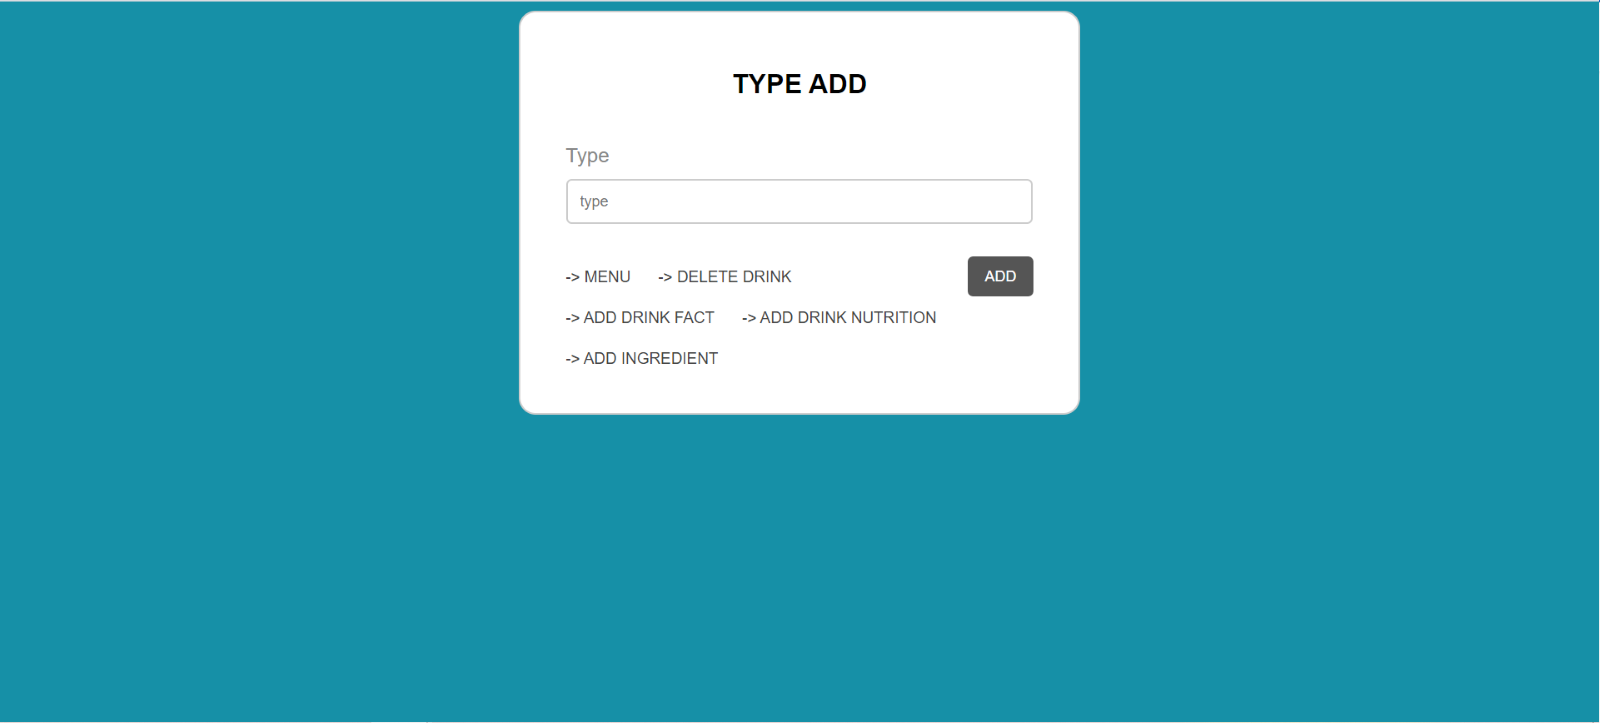 TYPE ADD
Type
type
-> MENU -> DELETE DRINK ADD
-> ADD DRINK FACT -> ADD DRINK NUTRITION
-> ADD INGREDIENT